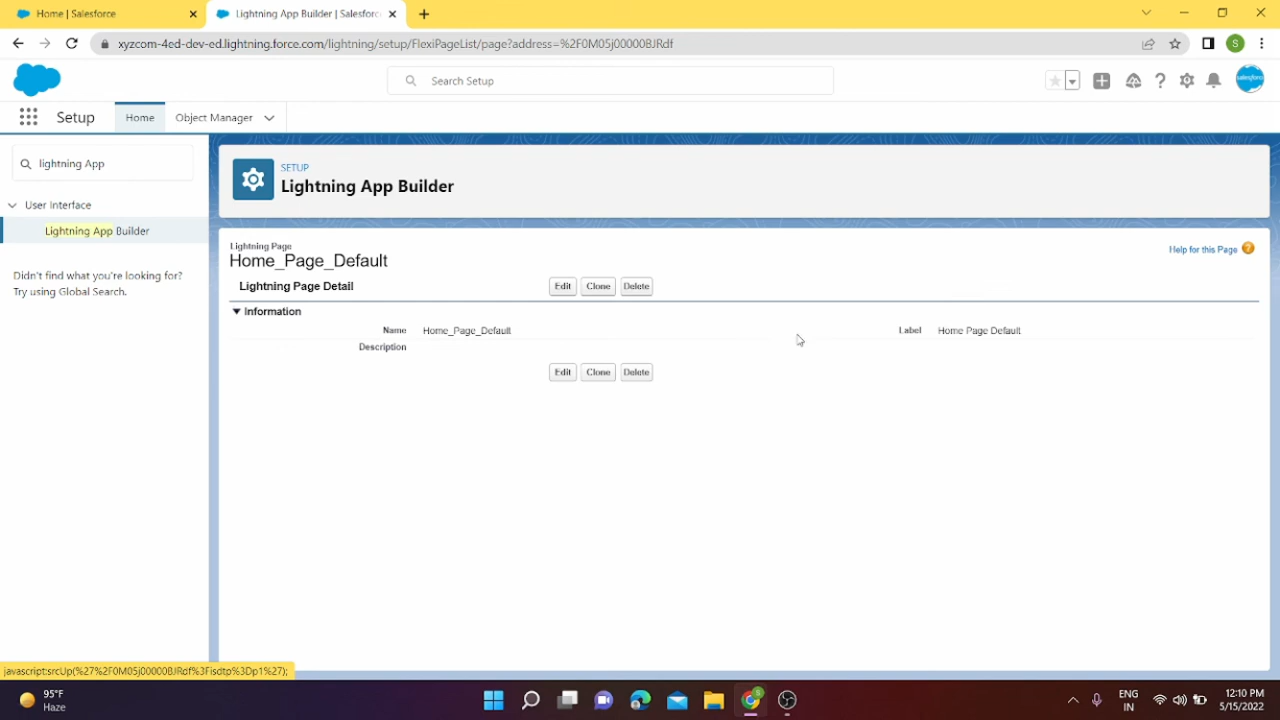 Home | Salesforce
Lightning App Builder | Salesforc
xyzcom-4ed-dev-ed.lightning.force.com/lightning/setup/FlexiPageList/page?address=%2F0M05j00000BJRdf
S
Search Setup
salesforce
Setup
Home
Object Manager
lightning App
User Interface
Lightning App Builder
Didn't find what you're looking for?
Try using Global Search.
SETUP
Lightning App Builder
Lightning Page
Home_Page_Default
Help for this Page
Lightning Page Detail
Edit
Clone
Delete
Information
Name
Home_Page_Default
Label
Home Page Default
Description
Edit
Clone
Delete
javascript:srcUp(%27%2F0M05j00000BJRdf%3Fisdtp%3Dp1%27);
95°F
Haze
S
ENG
IN
12:10 PM
5/15/2022